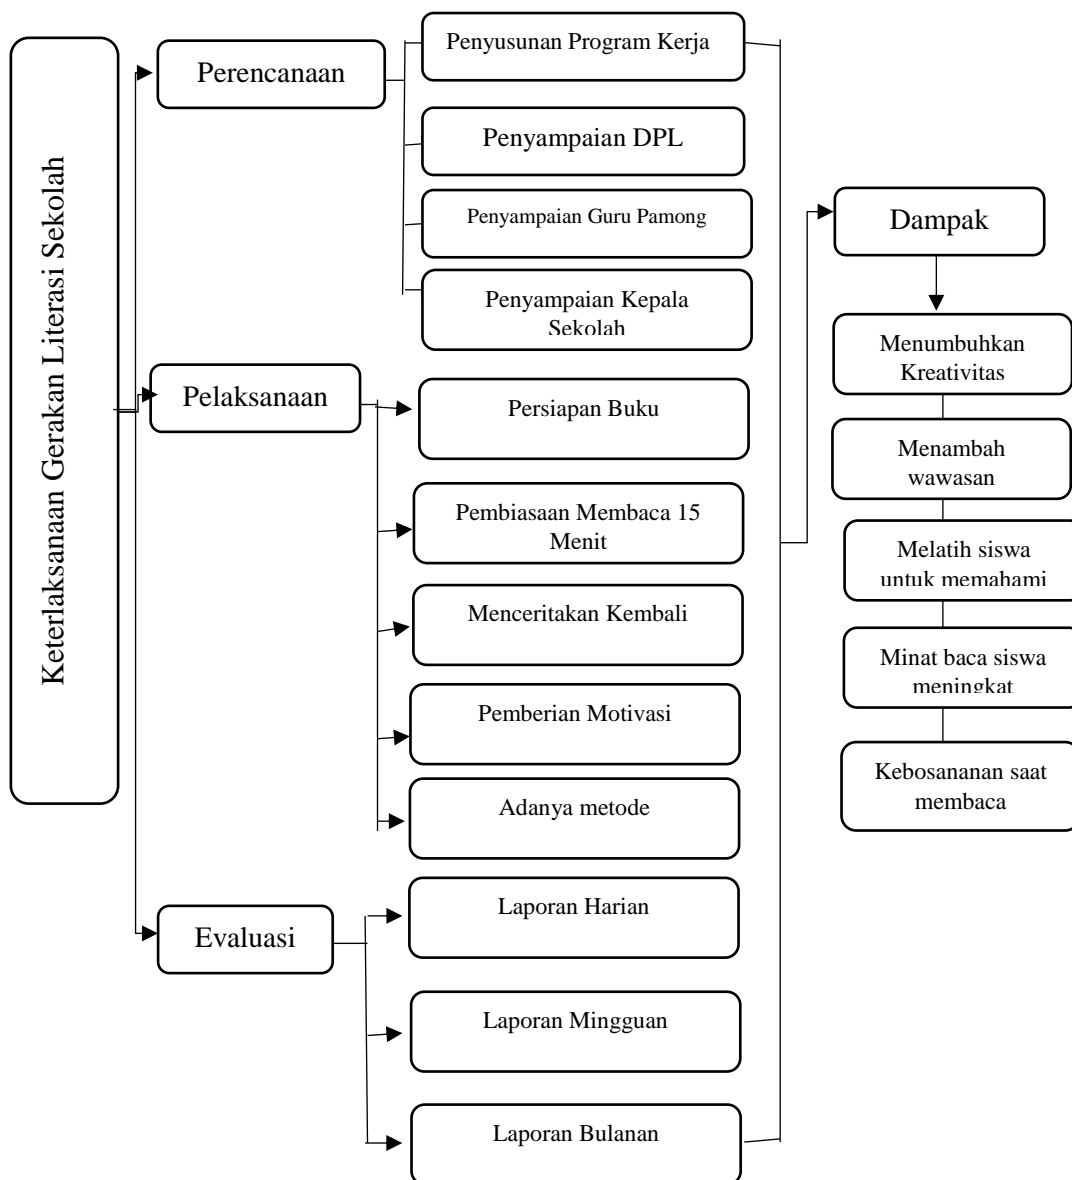 Keterlaksanaan Gerakan Literasi Sekolah
Perencanaan
Penyusunan Program Kerja
Penyampaian DPL
Penyampaian Guru Pamong
Penyampaian Kepala
Sekolah
Pelaksanaan
Persiapan Buku
Pembiasaan Membaca 15
Menit
Menceritakan Kembali
Pemberian Motivasi
Adanya metode
Evaluasi
Laporan Harian
Laporan Mingguan
Laporan Bulanan
Dampak
Menumbuhkan
Kreativitas
Menambah
wawasan
Melatih siswa
untuk memahami
Minat baca siswa
meningkat
Kebosananan saat
membaca